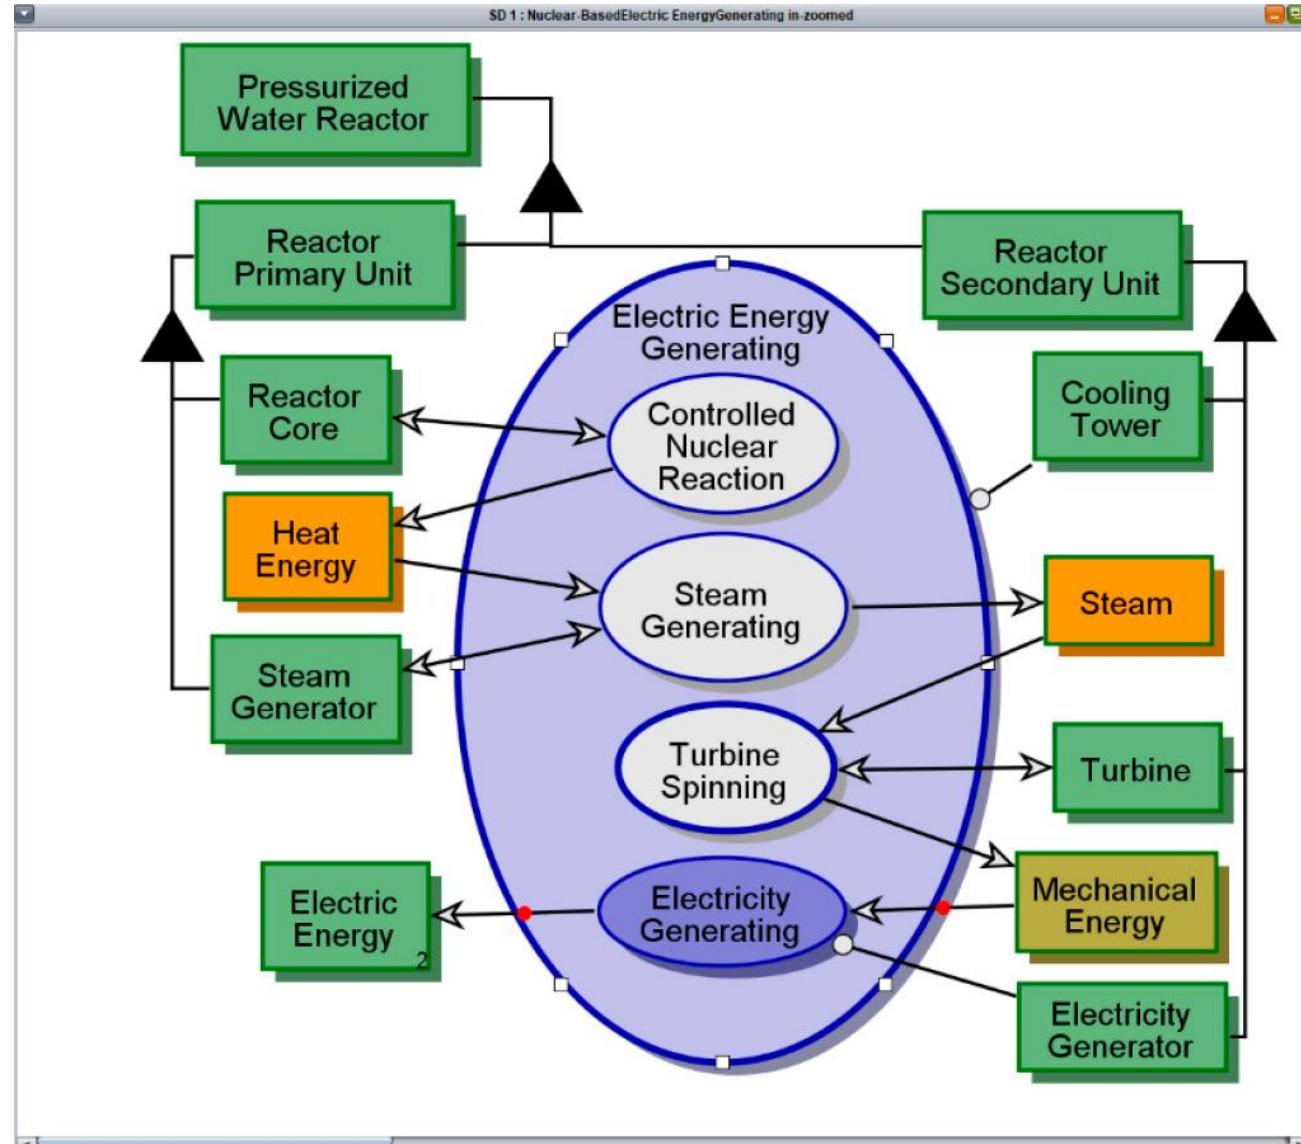 SD 1 : Nuclear-BasedElectric EnergyGenerating in-zoomed
Pressurized
Water Reactor
Reactor
Primary Unit
Reactor
Secondary Unit
Electric Energy
Generating
Reactor
Core
Controlled
Nuclear
Reaction
Cooling
Tower
Heat
Energy
Steam
Generating
Steam
Steam
Generator
Turbine
Spinning
Turbine
Electric
Energy
2
Electricity
Generating
Mechanical
Energy
Electricity
Generator